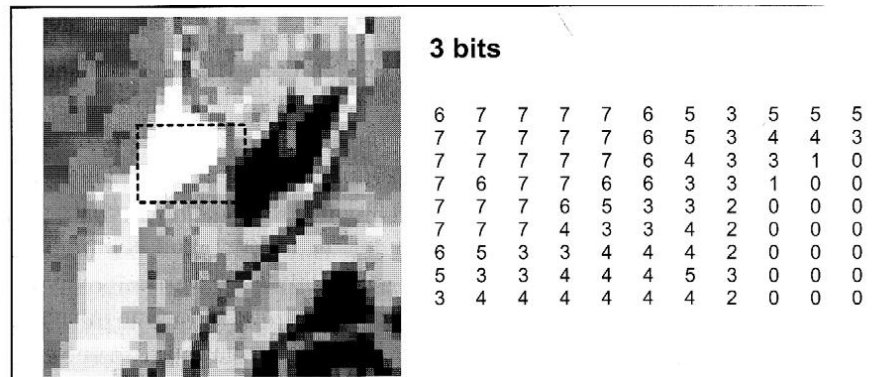 3 bits
6 7 7 7 7 6 5 3 5 5 5
7 7 7 7 7 6 5 3 4 4 3
7 7 7 7 7 6 4 3 3 1 0
7 6 7 7 6 6 3 3 1 0 0
7 7 7 6 5 3 3 2 0 0 0
7 7 7 4 3 3 4 2 0 0 0
6 5 3 3 4 4 4 2 0 0 0
5 3 3 4 4 4 5 3 0 0 0
3 4 4 4 4 4 4 2 0 0 0